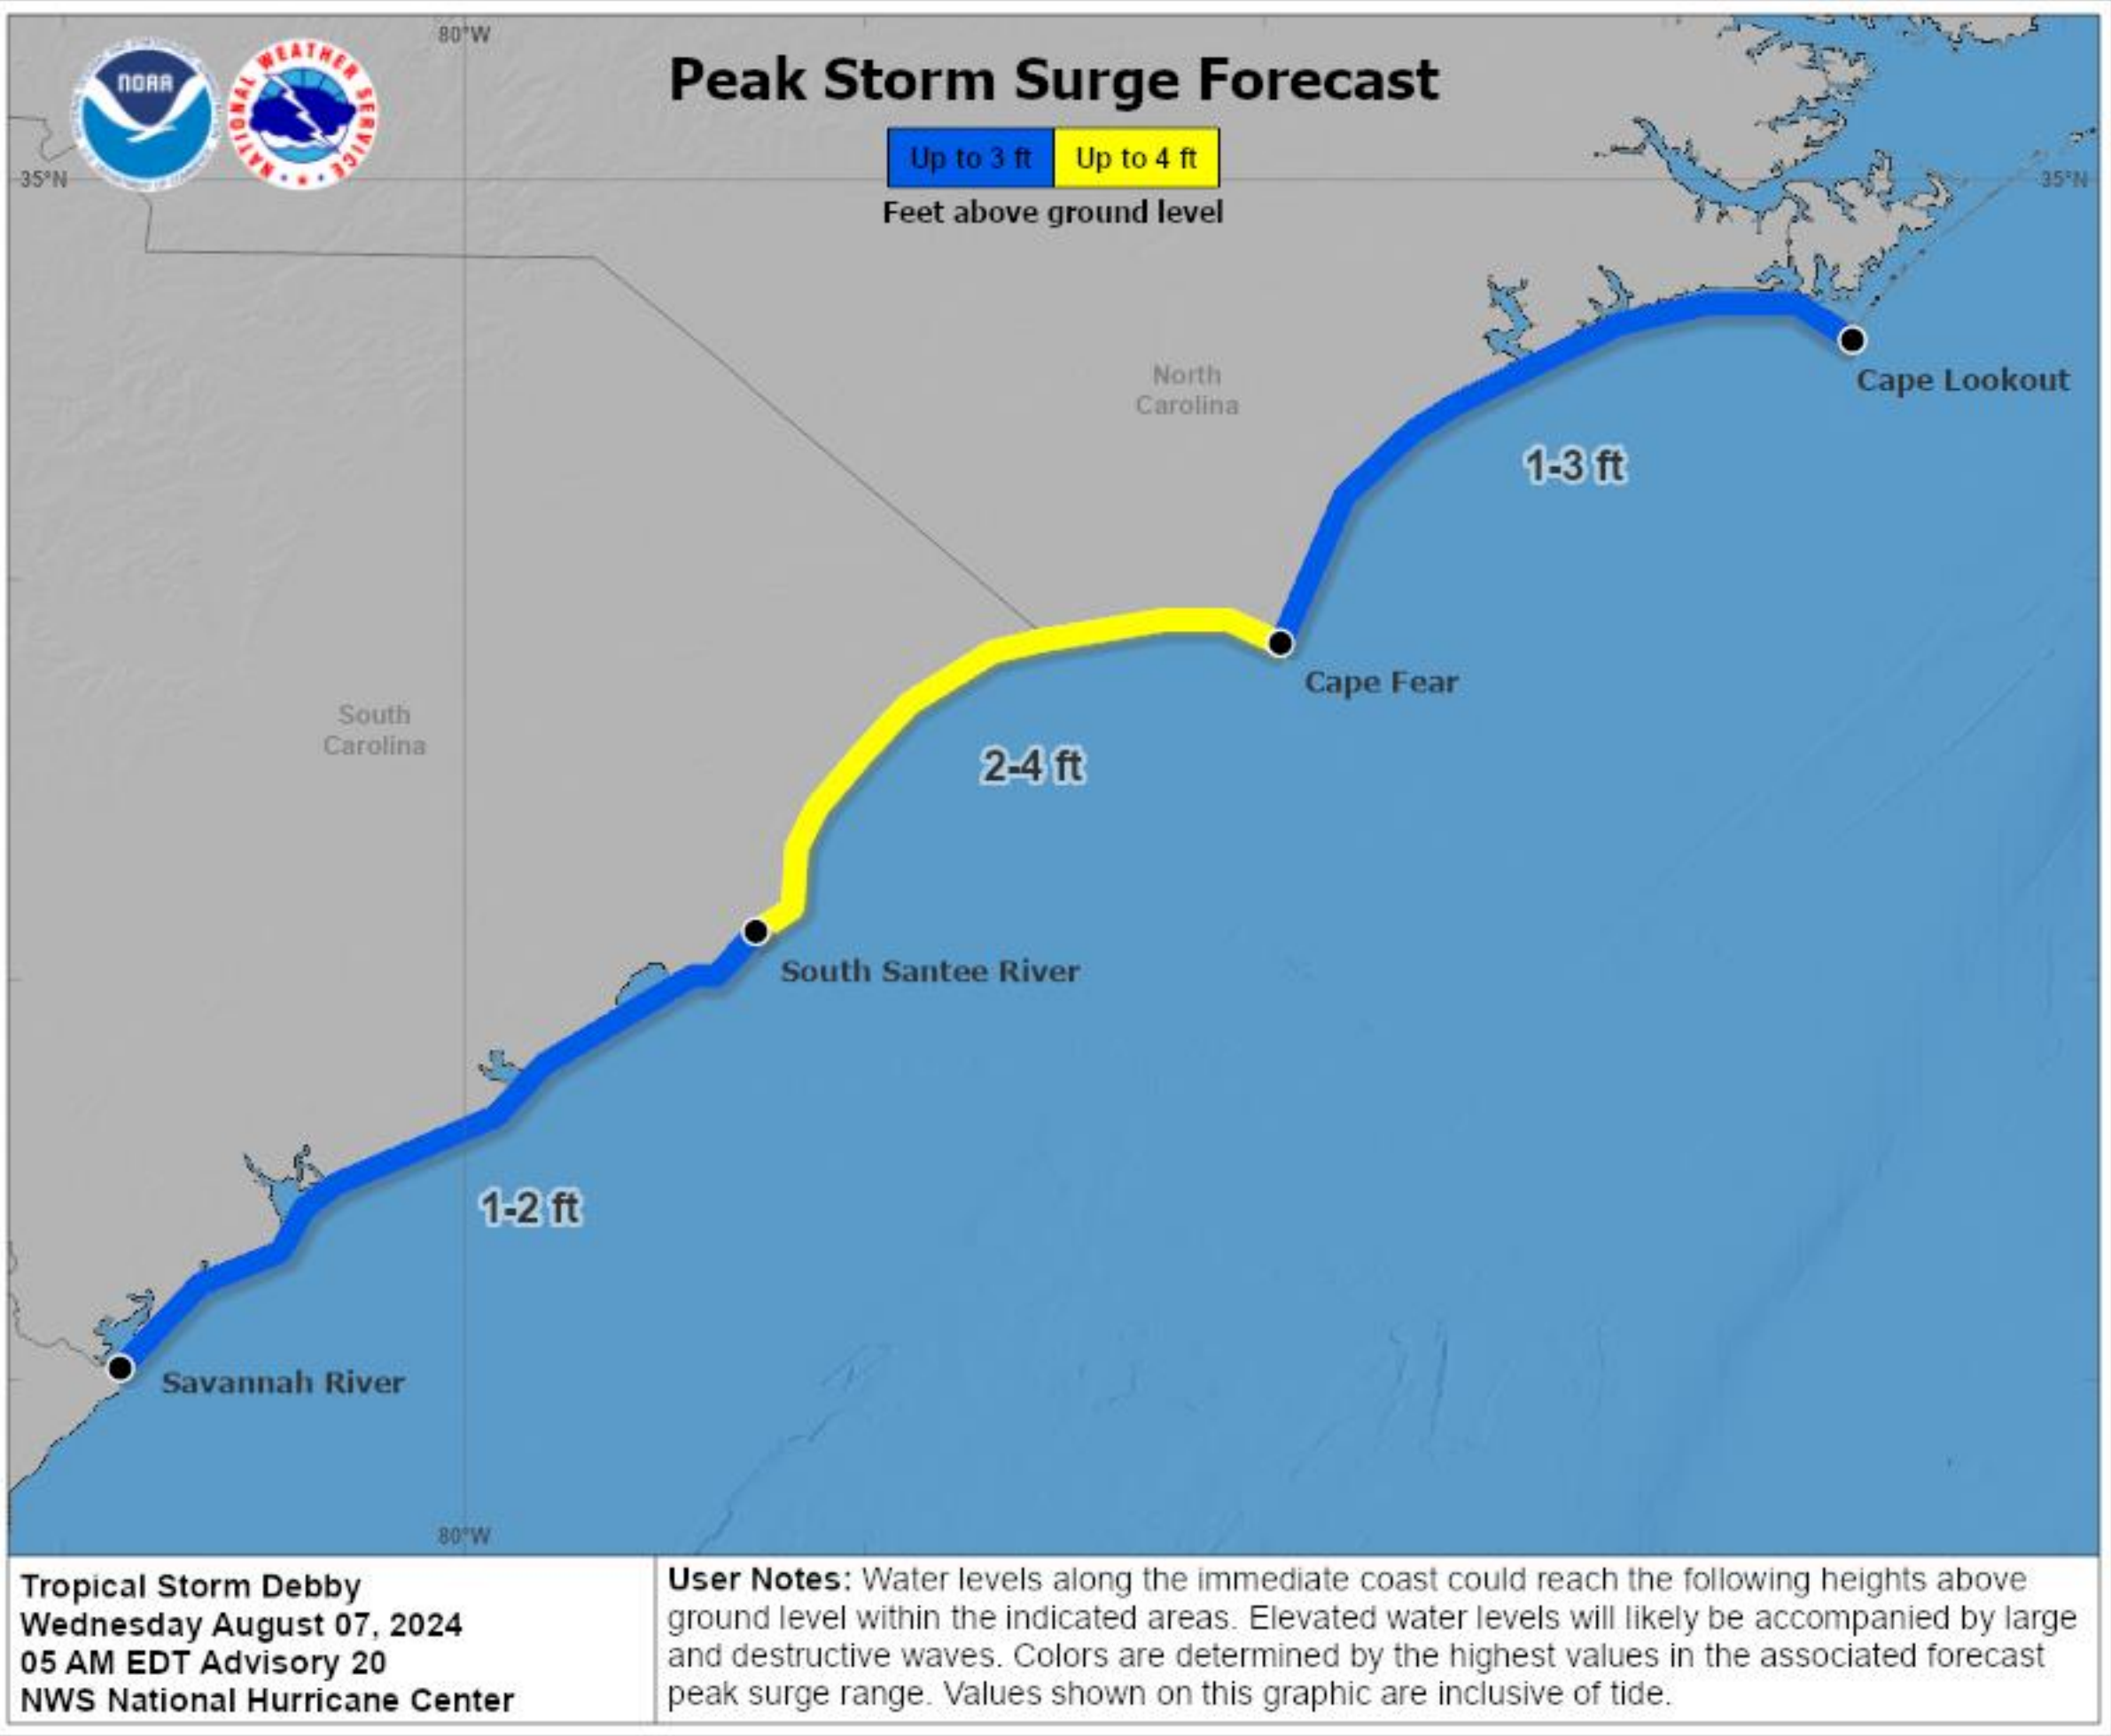 80°W
NOAA
NATIONAL WEATHER SERVICE
Peak Storm Surge Forecast
Up to 3 ft Up to 4 ft
Feet above ground level
35°N
35°N
North
Carolina
Cape Lookout
1-3 ft
Cape Fear
South
Carolina
2-4 ft
South Santee River
1-2 ft
Savannah River
80°W
Tropical Storm Debby
Wednesday August 07, 2024
05 AM EDT Advisory 20
NWS National Hurricane Center
User Notes: Water levels along the immediate coast could reach the following heights above
ground level within the indicated areas. Elevated water levels will likely be accompanied by large
and destructive waves. Colors are determined by the highest values in the associated forecast
peak surge range. Values shown on this graphic are inclusive of tide.